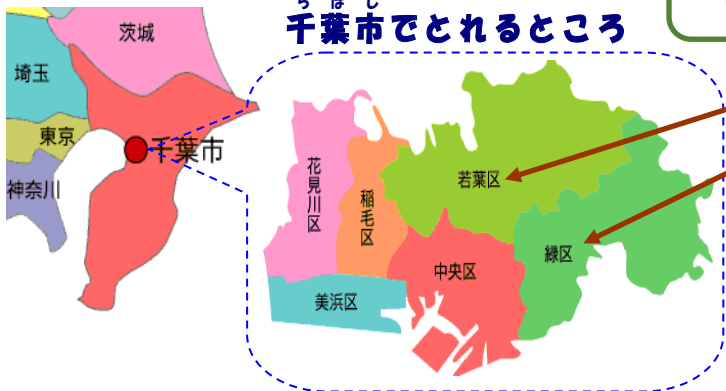 ちばし
千葉市でとれるところ
茨城
埼玉
東京
千葉市
神奈川
花見川区
稲毛区
若葉区
緑区
中央区
美浜区